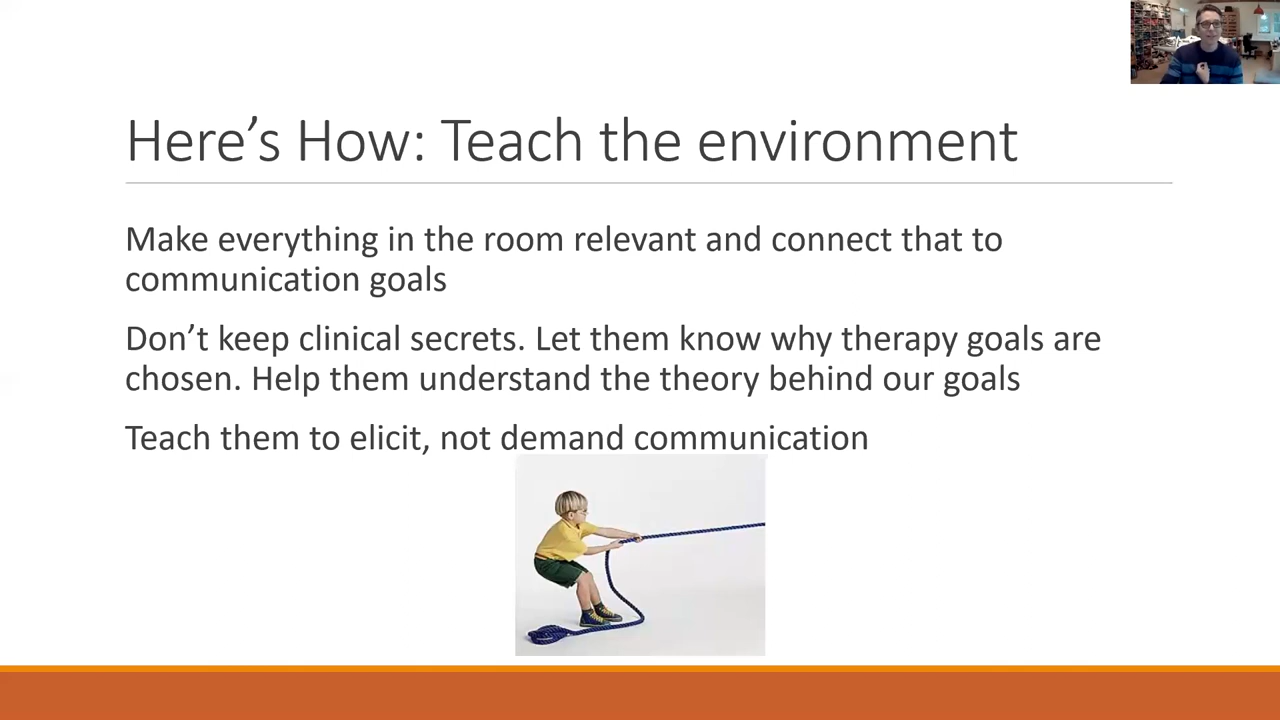 Here’s How: Teach the environment
Make everything in the room relevant and connect that to
communication goals
Don’t keep clinical secrets. Let them know why therapy goals are
chosen. Help them understand the theory behind our goals
Teach them to elicit, not demand communication